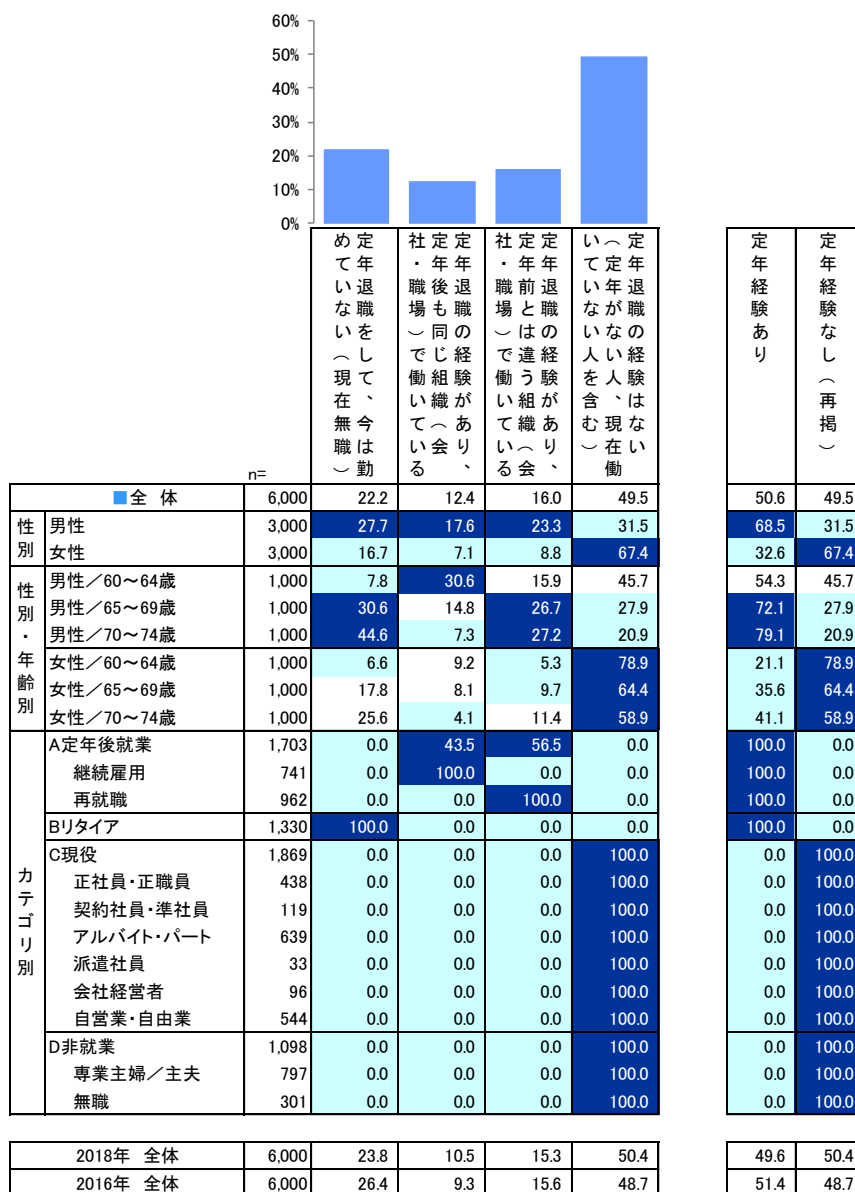 60%
50%
40%
30%
20%
10%
0%
定年退職をして、今は勤めていない（現在無職）
定年退職の経験があり、定年後も同じ組織（会社・職場）で働いている
定年退職の経験があり、定年前とは違う組織（会社・職場）で働いている
定年退職の経験はない（定年がない人、現在働いていない人を含む）
定年経験あり
定年経験なし（再掲）
n=
■全 体 6,000 22.2 12.4 16.0 49.5 50.6 49.5
性別
男性 3,000 27.7 17.6 23.3 31.5 68.5 31.5
女性 3,000 16.7 7.1 8.8 67.4 32.6 67.4
性別・年齢別
男性／60～64歳 1,000 7.8 30.6 15.9 45.7 54.3 45.7
男性／65～69歳 1,000 30.6 14.8 26.7 27.9 72.1 27.9
男性／70～74歳 1,000 44.6 7.3 27.2 20.9 79.1 20.9
女性／60～64歳 1,000 6.6 9.2 5.3 78.9 21.1 78.9
女性／65～69歳 1,000 17.8 8.1 9.7 64.4 35.6 64.4
女性／70～74歳 1,000 25.6 4.1 11.4 58.9 41.1 58.9
カテゴリ別
A定年後就業 1,703 0.0 43.5 56.5 0.0 100.0 0.0
継続雇用 741 0.0 100.0 0.0 0.0 100.0 0.0
再就職 962 0.0 0.0 100.0 0.0 100.0 0.0
Bリタイア 1,330 100.0 0.0 0.0 0.0 100.0 0.0
C現役 1,869 0.0 0.0 0.0 100.0 0.0 100.0
正社員・正職員 438 0.0 0.0 0.0 100.0 0.0 100.0
契約社員・準社員 119 0.0 0.0 0.0 100.0 0.0 100.0
アルバイト・パート 639 0.0 0.0 0.0 100.0 0.0 100.0
派遣社員 33 0.0 0.0 0.0 100.0 0.0 100.0
会社経営者 96 0.0 0.0 0.0 100.0 0.0 100.0
自営業・自由業 544 0.0 0.0 0.0 100.0 0.0 100.0
D非就業 1,098 0.0 0.0 0.0 100.0 0.0 100.0
専業主婦／主夫 797 0.0 0.0 0.0 100.0 0.0 100.0
無職 301 0.0 0.0 0.0 100.0 0.0 100.0
2018年 全体 6,000 23.8 10.5 15.3 50.4 49.6 50.4
2016年 全体 6,000 26.4 9.3 15.6 48.7 51.4 48.7